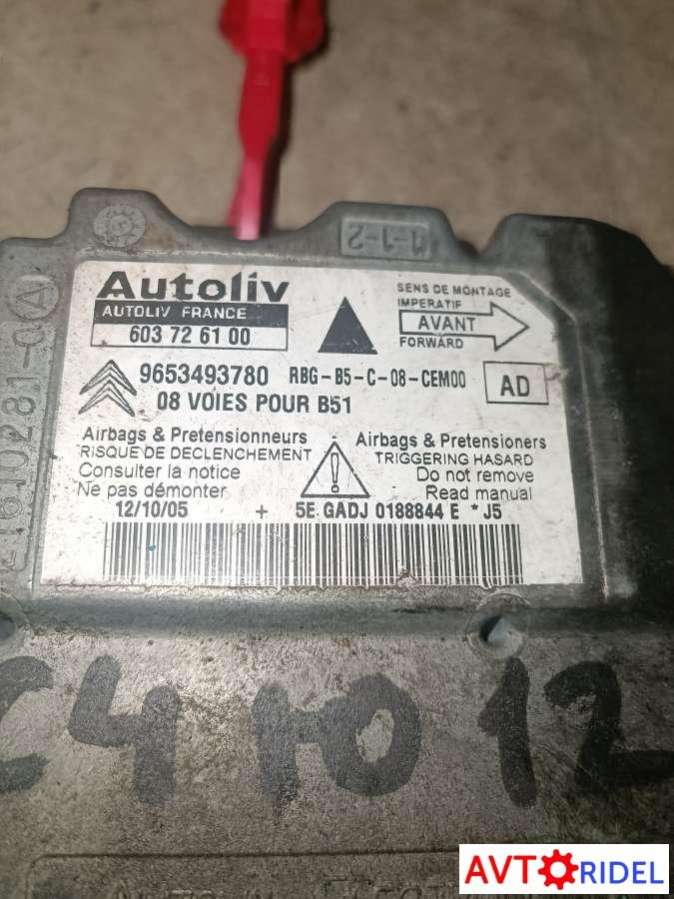 1-1-2
Autoliv
AUTOLIV FRANCE
603 72 61 00
SENS DE MONTAGE
IMPERATIF
AVANT
FORWARD
9653493780 RBG-B5-C-08-CEM00
AD
08 VOIES POUR B51
Airbags & Pretensionneurs
RISQUE DE DECLENCHEMENT
Consulter la notice
Ne pas démonter
Airbags & Pretensioners
TRIGGERING HASARD
Do not remove
Read manual
12/10/05 + 5E GADJ 0188844 E *J5
A
C4 Ю 12
AVTORIDEL